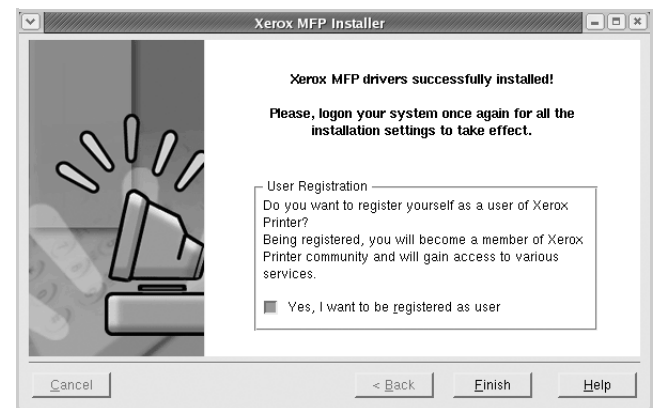 Xerox MFP Installer
Xerox MFP drivers successfully installed!
Please, logon your system once again for all the
installation settings to take effect.
User Registration
Do you want to register yourself as a user of Xerox
Printer?
Being registered, you will become a member of Xerox
Printer community and will gain access to various
services.
Yes, I want to be registered as user
Cancel
< Back
Finish
Help